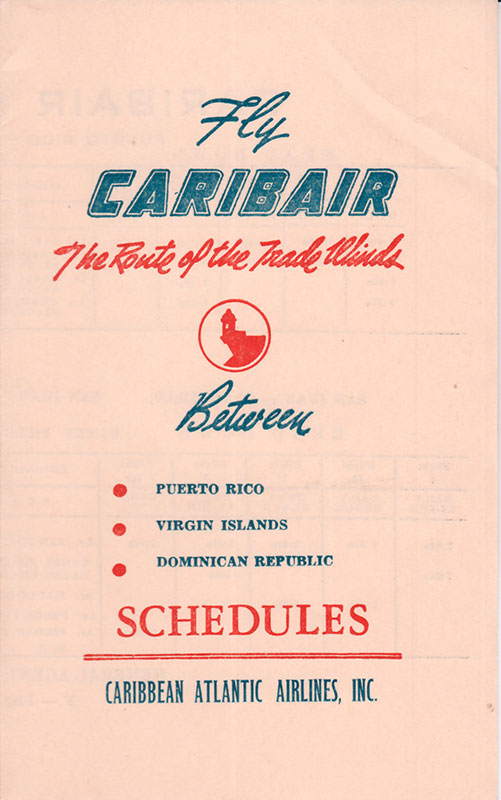 Fly
CARIBAIR
The Route of the Trade Winds
Between
PUERTO RICO
VIRGIN ISLANDS
DOMINICAN REPUBLIC
SCHEDULES
CARIBBEAN ATLANTIC AIRLINES, INC.